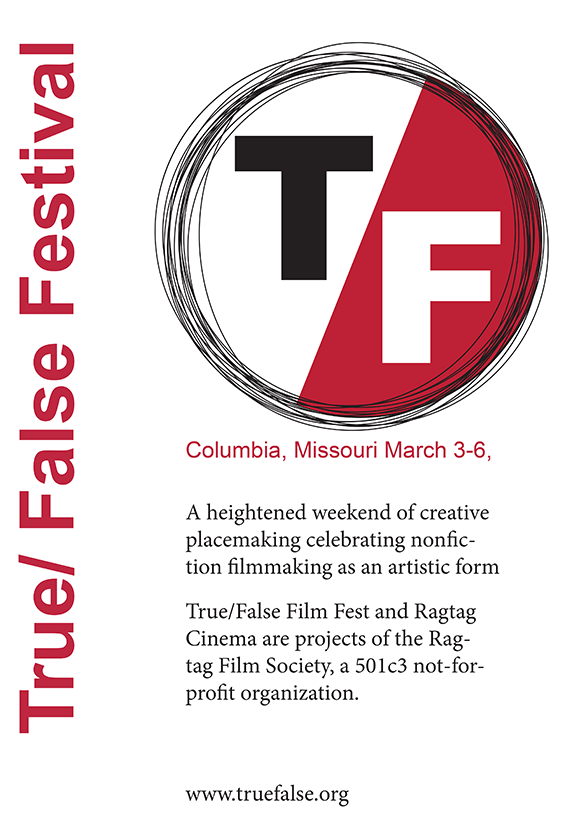 True/ False Festival
T
F
Columbia, Missouri March 3-6,
A heightened weekend of creative
placemaking celebrating nonfic-
tion filmmaking as an artistic form
True/False Film Fest and Ragtag
Cinema are projects of the Rag-
tag Film Society, a 501c3 not-for-
profit organization.
www.truefalse.org